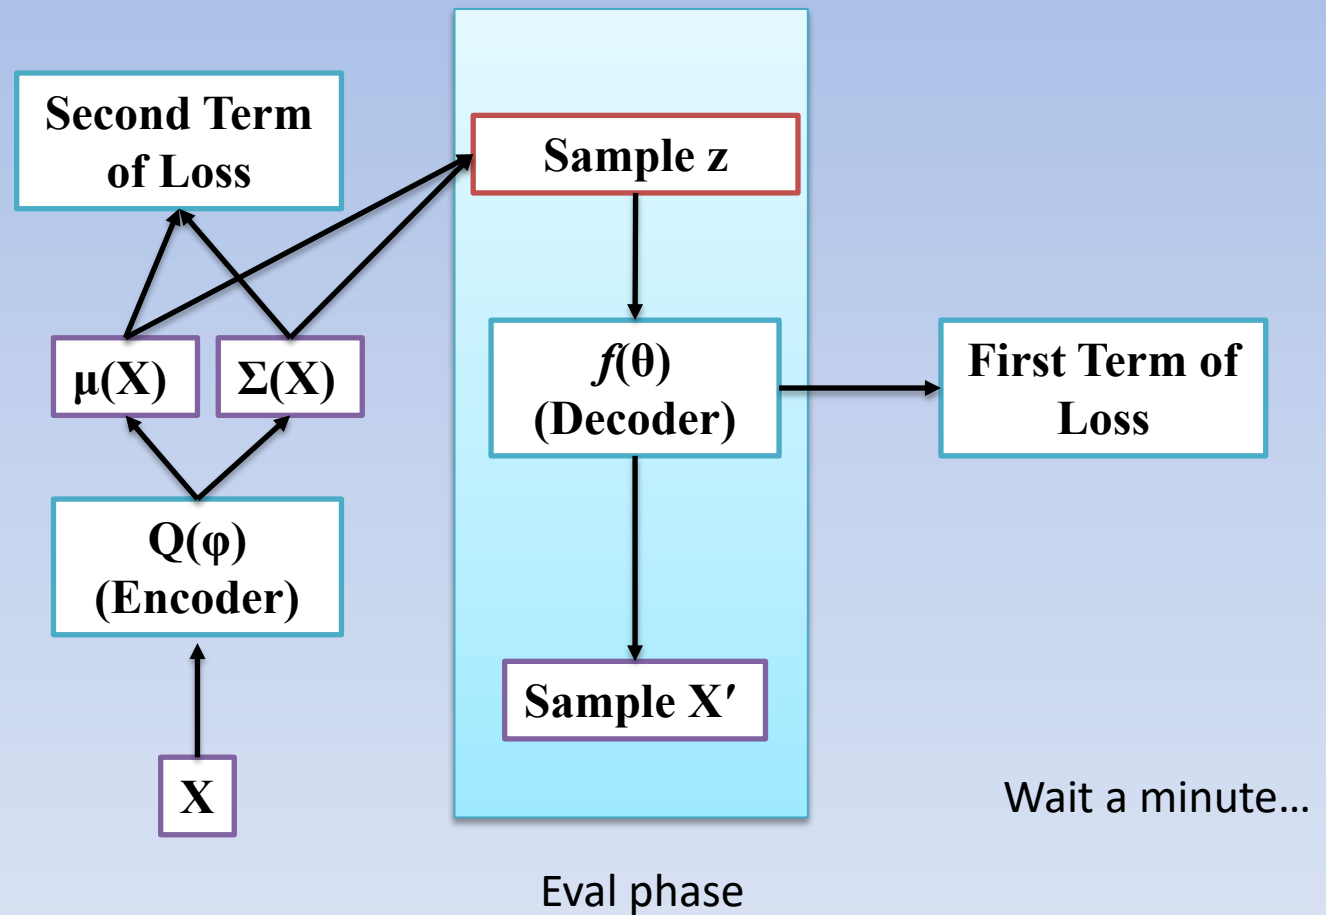 Second Term
of Loss
Sample z
μ(X)
Σ(X)
f(θ)
(Decoder)
First Term of
Loss
Q(φ)
(Encoder)
Sample X′
X
Wait a minute…
Eval phase